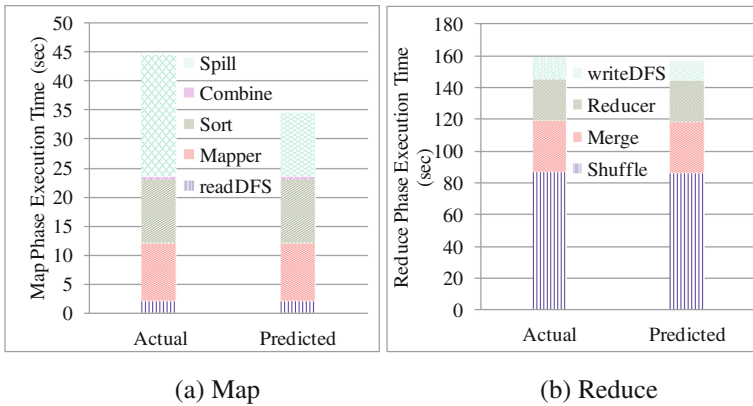 Map Phase Execution Time (sec)
50
45
40
35
30
25
20
15
10
5
0
Spill
Combine
Sort
Mapper
readDFS
Actual
Predicted
(a) Map
Reduce Phase Execution Time
(sec)
180
160
140
120
100
80
60
40
20
0
writeDFS
Reducer
Merge
Shuffle
Actual
Predicted
(b) Reduce